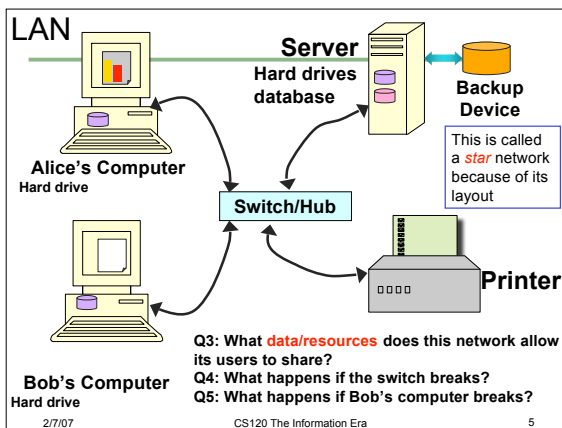 LAN
Server
Hard drives
database
Backup
Device
This is called
a star network
because of its
layout
Alice's Computer
Hard drive
Switch/Hub
Printer
Bob's Computer
Hard drive
Q3: What data/resources does this network allow
its users to share?
Q4: What happens if the switch breaks?
Q5: What happens if Bob's computer breaks?
2/7/07
CS120 The Information Era
5